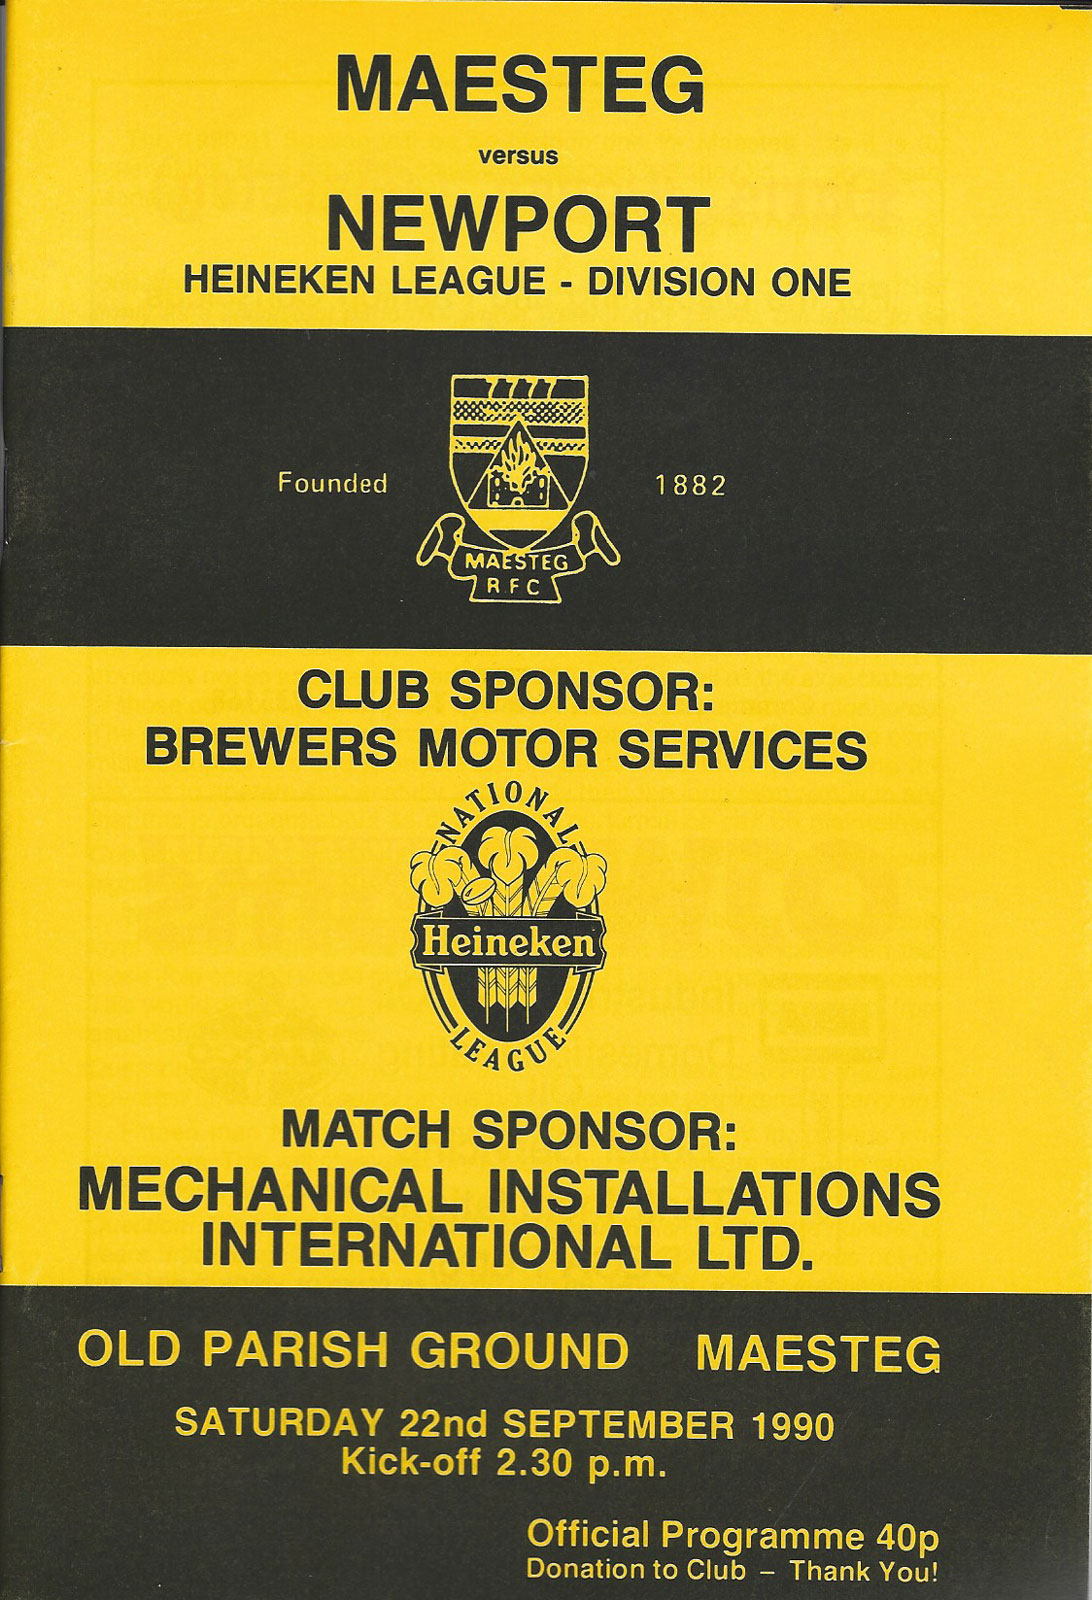 MAESTEG
versus
NEWPORT
HEINEKEN LEAGUE - DIVISION ONE
7777
Founded 1882
MAESTEG
RFC
CLUB SPONSOR:
BREWERS MOTOR SERVICES
NATIONAL
Heineken
LEAGUE
MATCH SPONSOR:
MECHANICAL INSTALLATIONS
INTERNATIONAL LTD.
OLD PARISH GROUND MAESTEG
SATURDAY 22nd SEPTEMBER 1990
Kick-off 2.30 p.m.
Official Programme 40p
Donation to Club – Thank You!